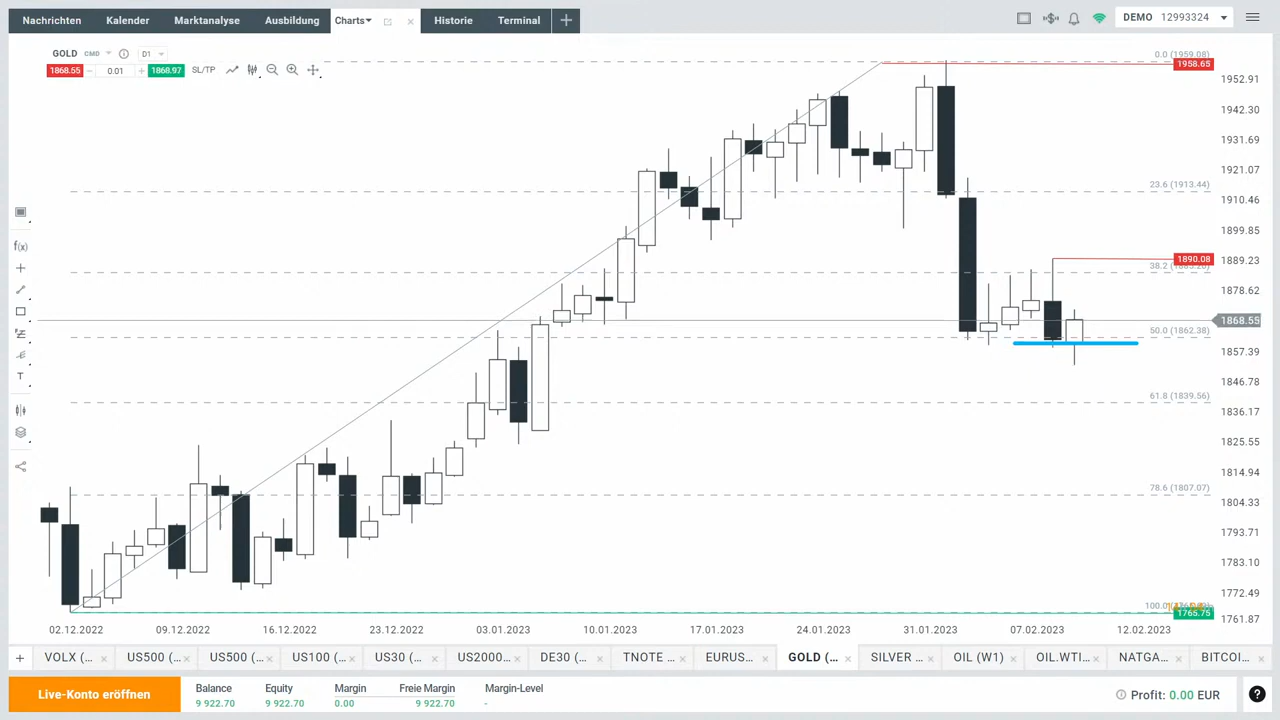 Nachrichten Kalender Marktanalyse Ausbildung Charts Historie Terminal DEMO 12993324
GOLD CMD D1
1868.55 0.01 1868.97 SL/TP
0.0 (1959.08)
1958.65
1952.91
1942.30
1931.69
1921.07
23.6 (1913.44)
1910.46
1899.85
1890.08
1889.23
38.2
1878.62
1868.55
50.0 (1862.38)
1857.39
1846.78
61.8 (1839.56)
1836.17
1825.55
1814.94
78.6 (1807.07)
1804.33
1793.71
1783.10
1772.49
100.0
1765.75
1761.87
f(x)
T
02.12.2022 09.12.2022 16.12.2022 23.12.2022 03.01.2023 10.01.2023 17.01.2023 24.01.2023 31.01.2023 07.02.2023 12.02.2023
VOLX (... US500 (... US500 (... US100 (... US30 (... US2000... DE30 (... TNOTE ... EURUS... GOLD (... SILVER ... OIL (W1) OIL.WTI... NATGA... BITCOI...
Live-Konto eröffnen
Balance Equity Margin Freie Margin Margin-Level
9 922.70 9 922.70 0.00 9 922.70 -
Profit: 0.00 EUR